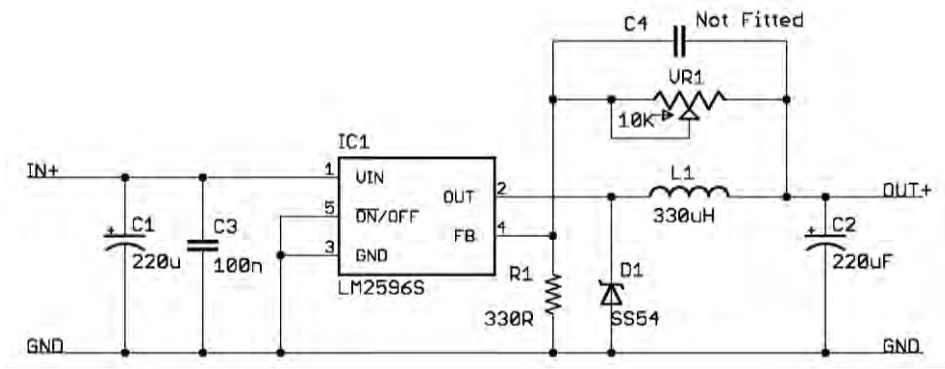 C4 Not Fitted
VR1
10K
IC1
IN+
1 VIN
OUT 2
L1
330uH
OUT+
5 ON/OFF
FB 4
3 GND
+ C1
220u
C3
100n
LM2596S
R1
330R
D1
SS54
+ C2
220uF
GND
GND